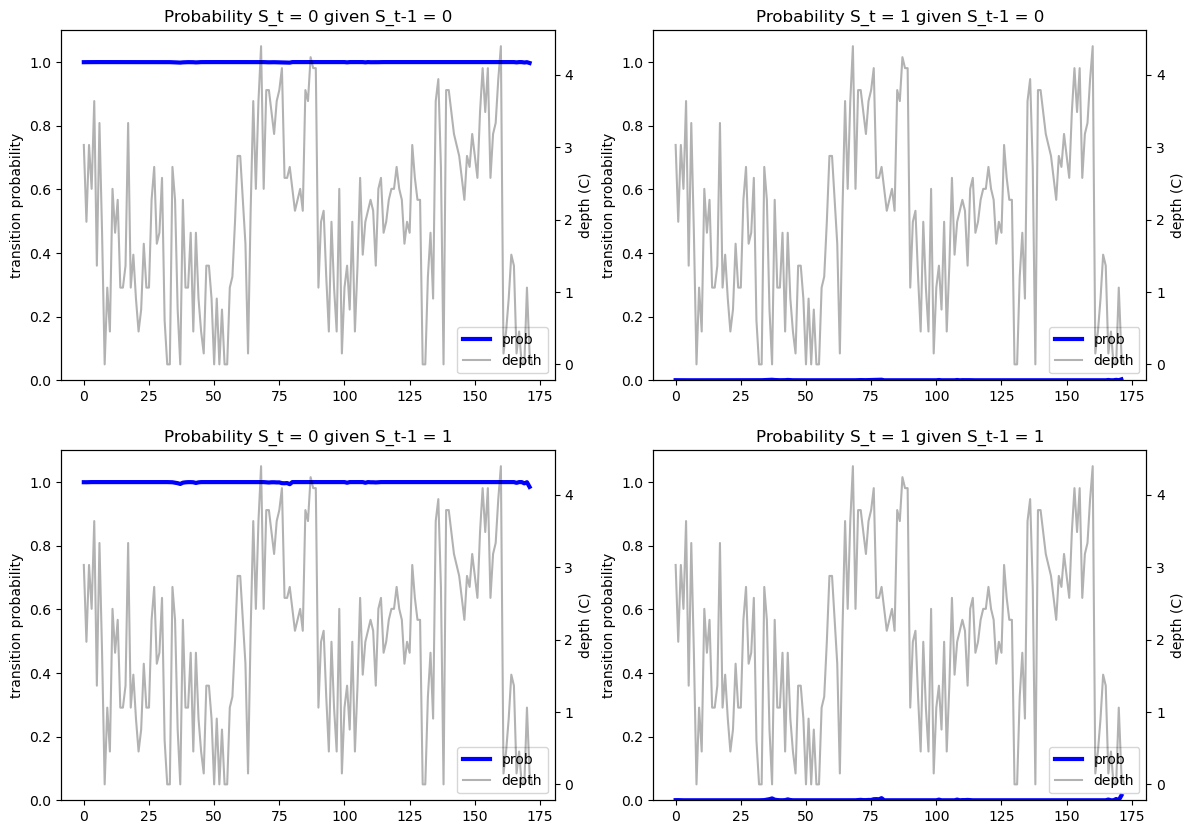 Probability S_t = 0 given S_t-1 = 0
transition probability
1.0
0.8
0.6
0.4
0.2
0.0
0 25 50 75 100 125 150 175
4
3
2
1
0
depth (C)
prob
depth
Probability S_t = 1 given S_t-1 = 0
transition probability
1.0
0.8
0.6
0.4
0.2
0.0
0 25 50 75 100 125 150 175
4
3
2
1
0
depth (C)
prob
depth
Probability S_t = 0 given S_t-1 = 1
transition probability
1.0
0.8
0.6
0.4
0.2
0.0
0 25 50 75 100 125 150 175
4
3
2
1
0
depth (C)
prob
depth
Probability S_t = 1 given S_t-1 = 1
transition probability
1.0
0.8
0.6
0.4
0.2
0.0
0 25 50 75 100 125 150 175
4
3
2
1
0
depth (C)
prob
depth